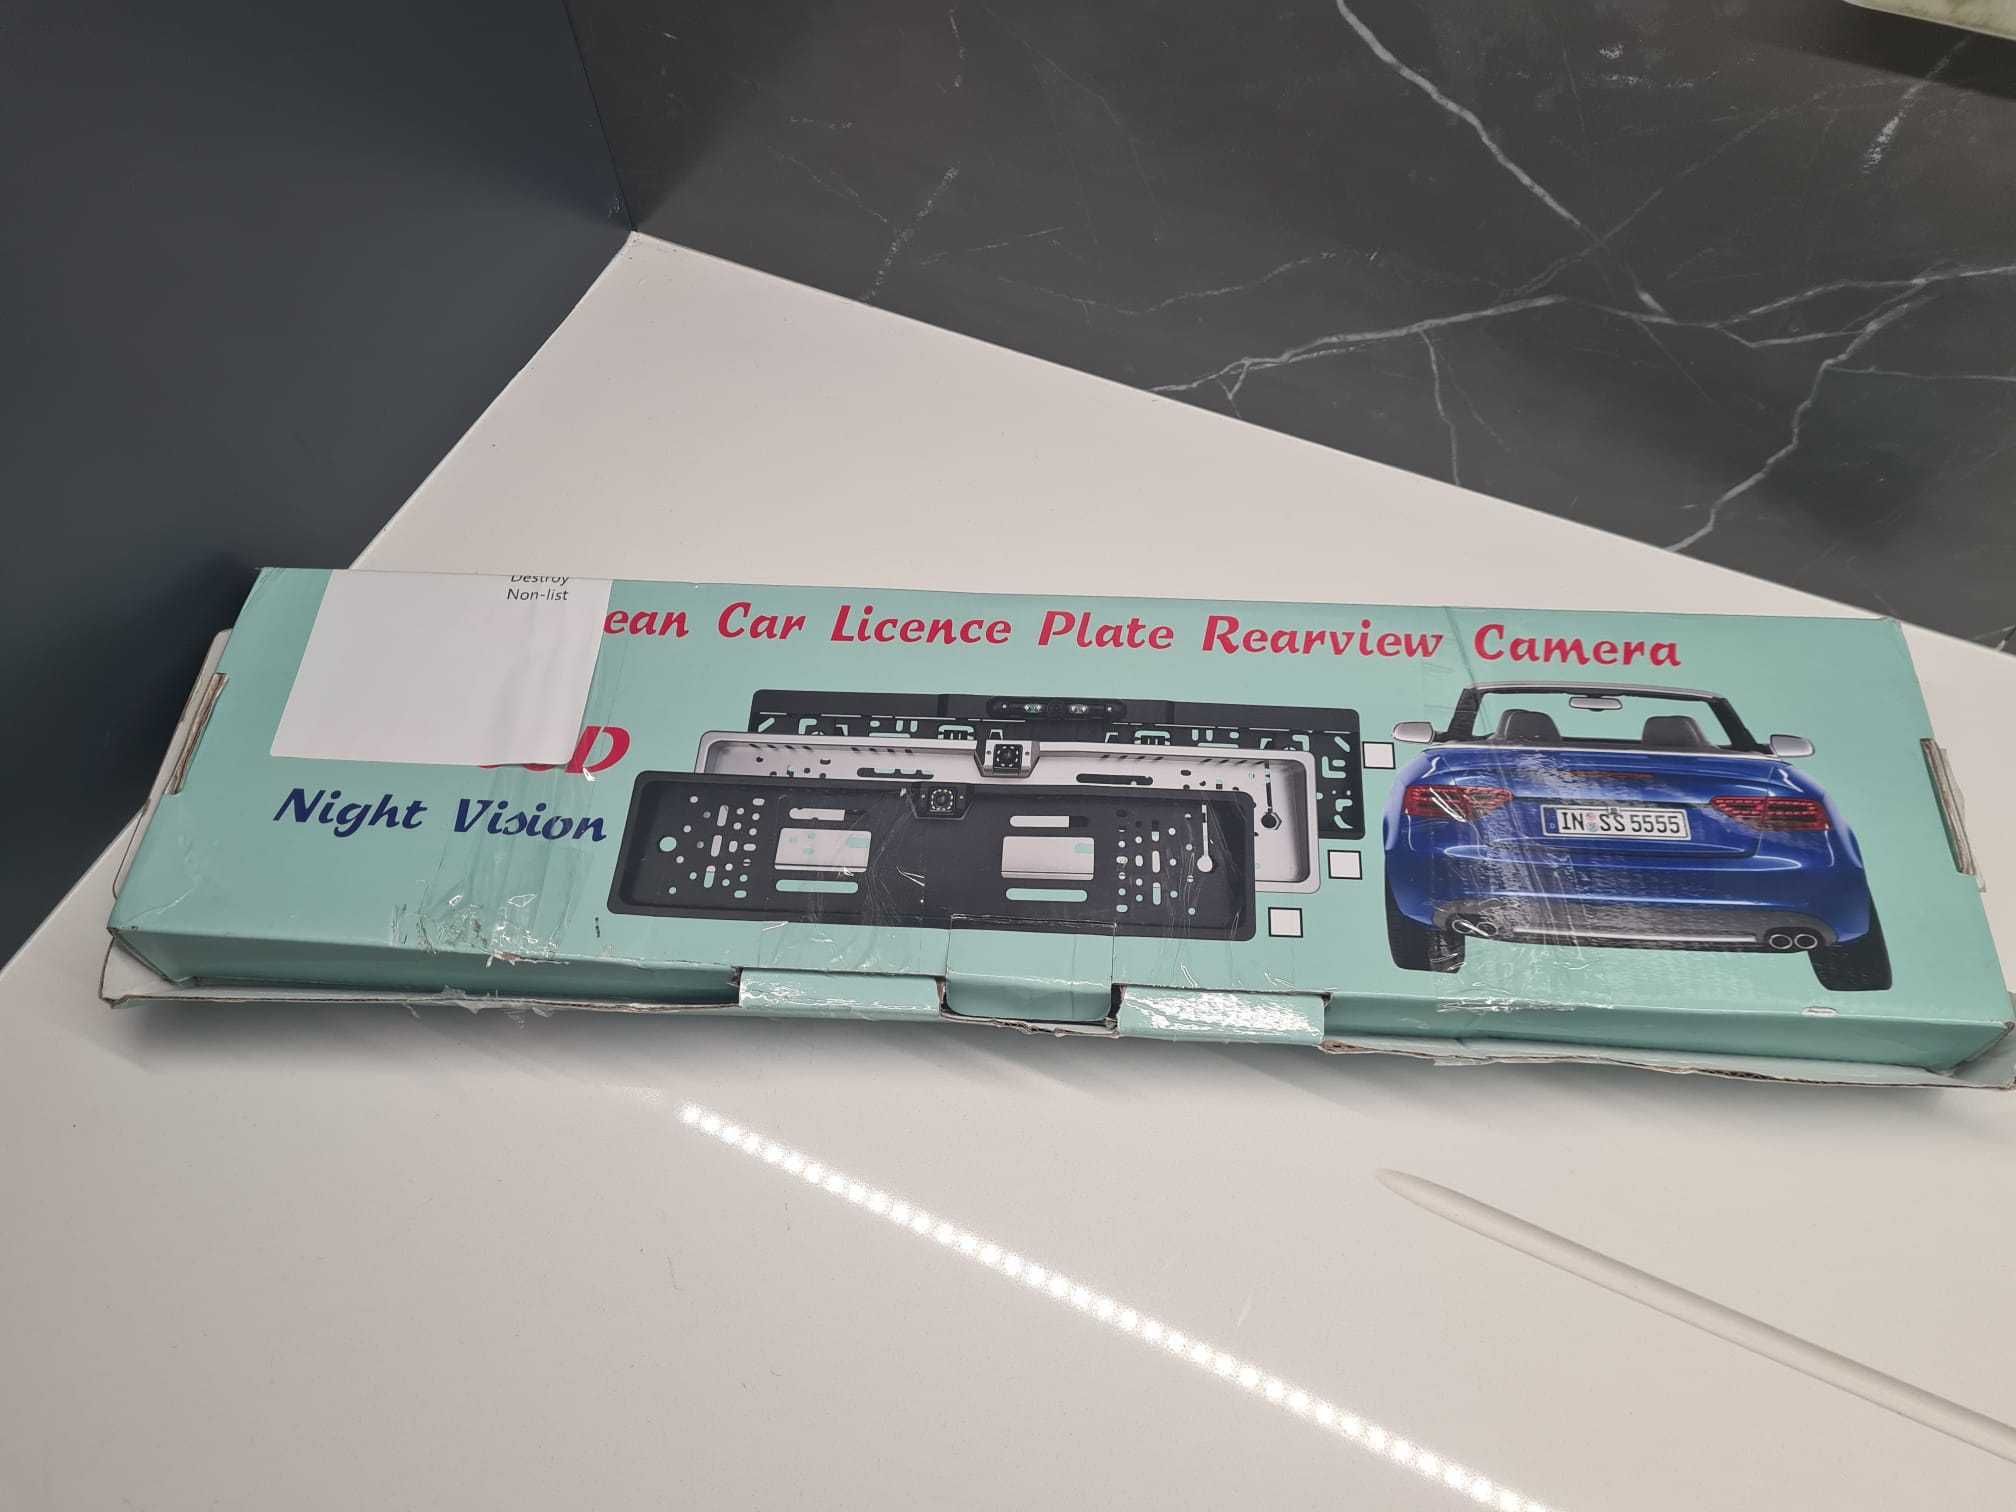 Destroy
Non-list
ean Car Licence Plate Rearview Camera
Night Vision
IN SS 5555